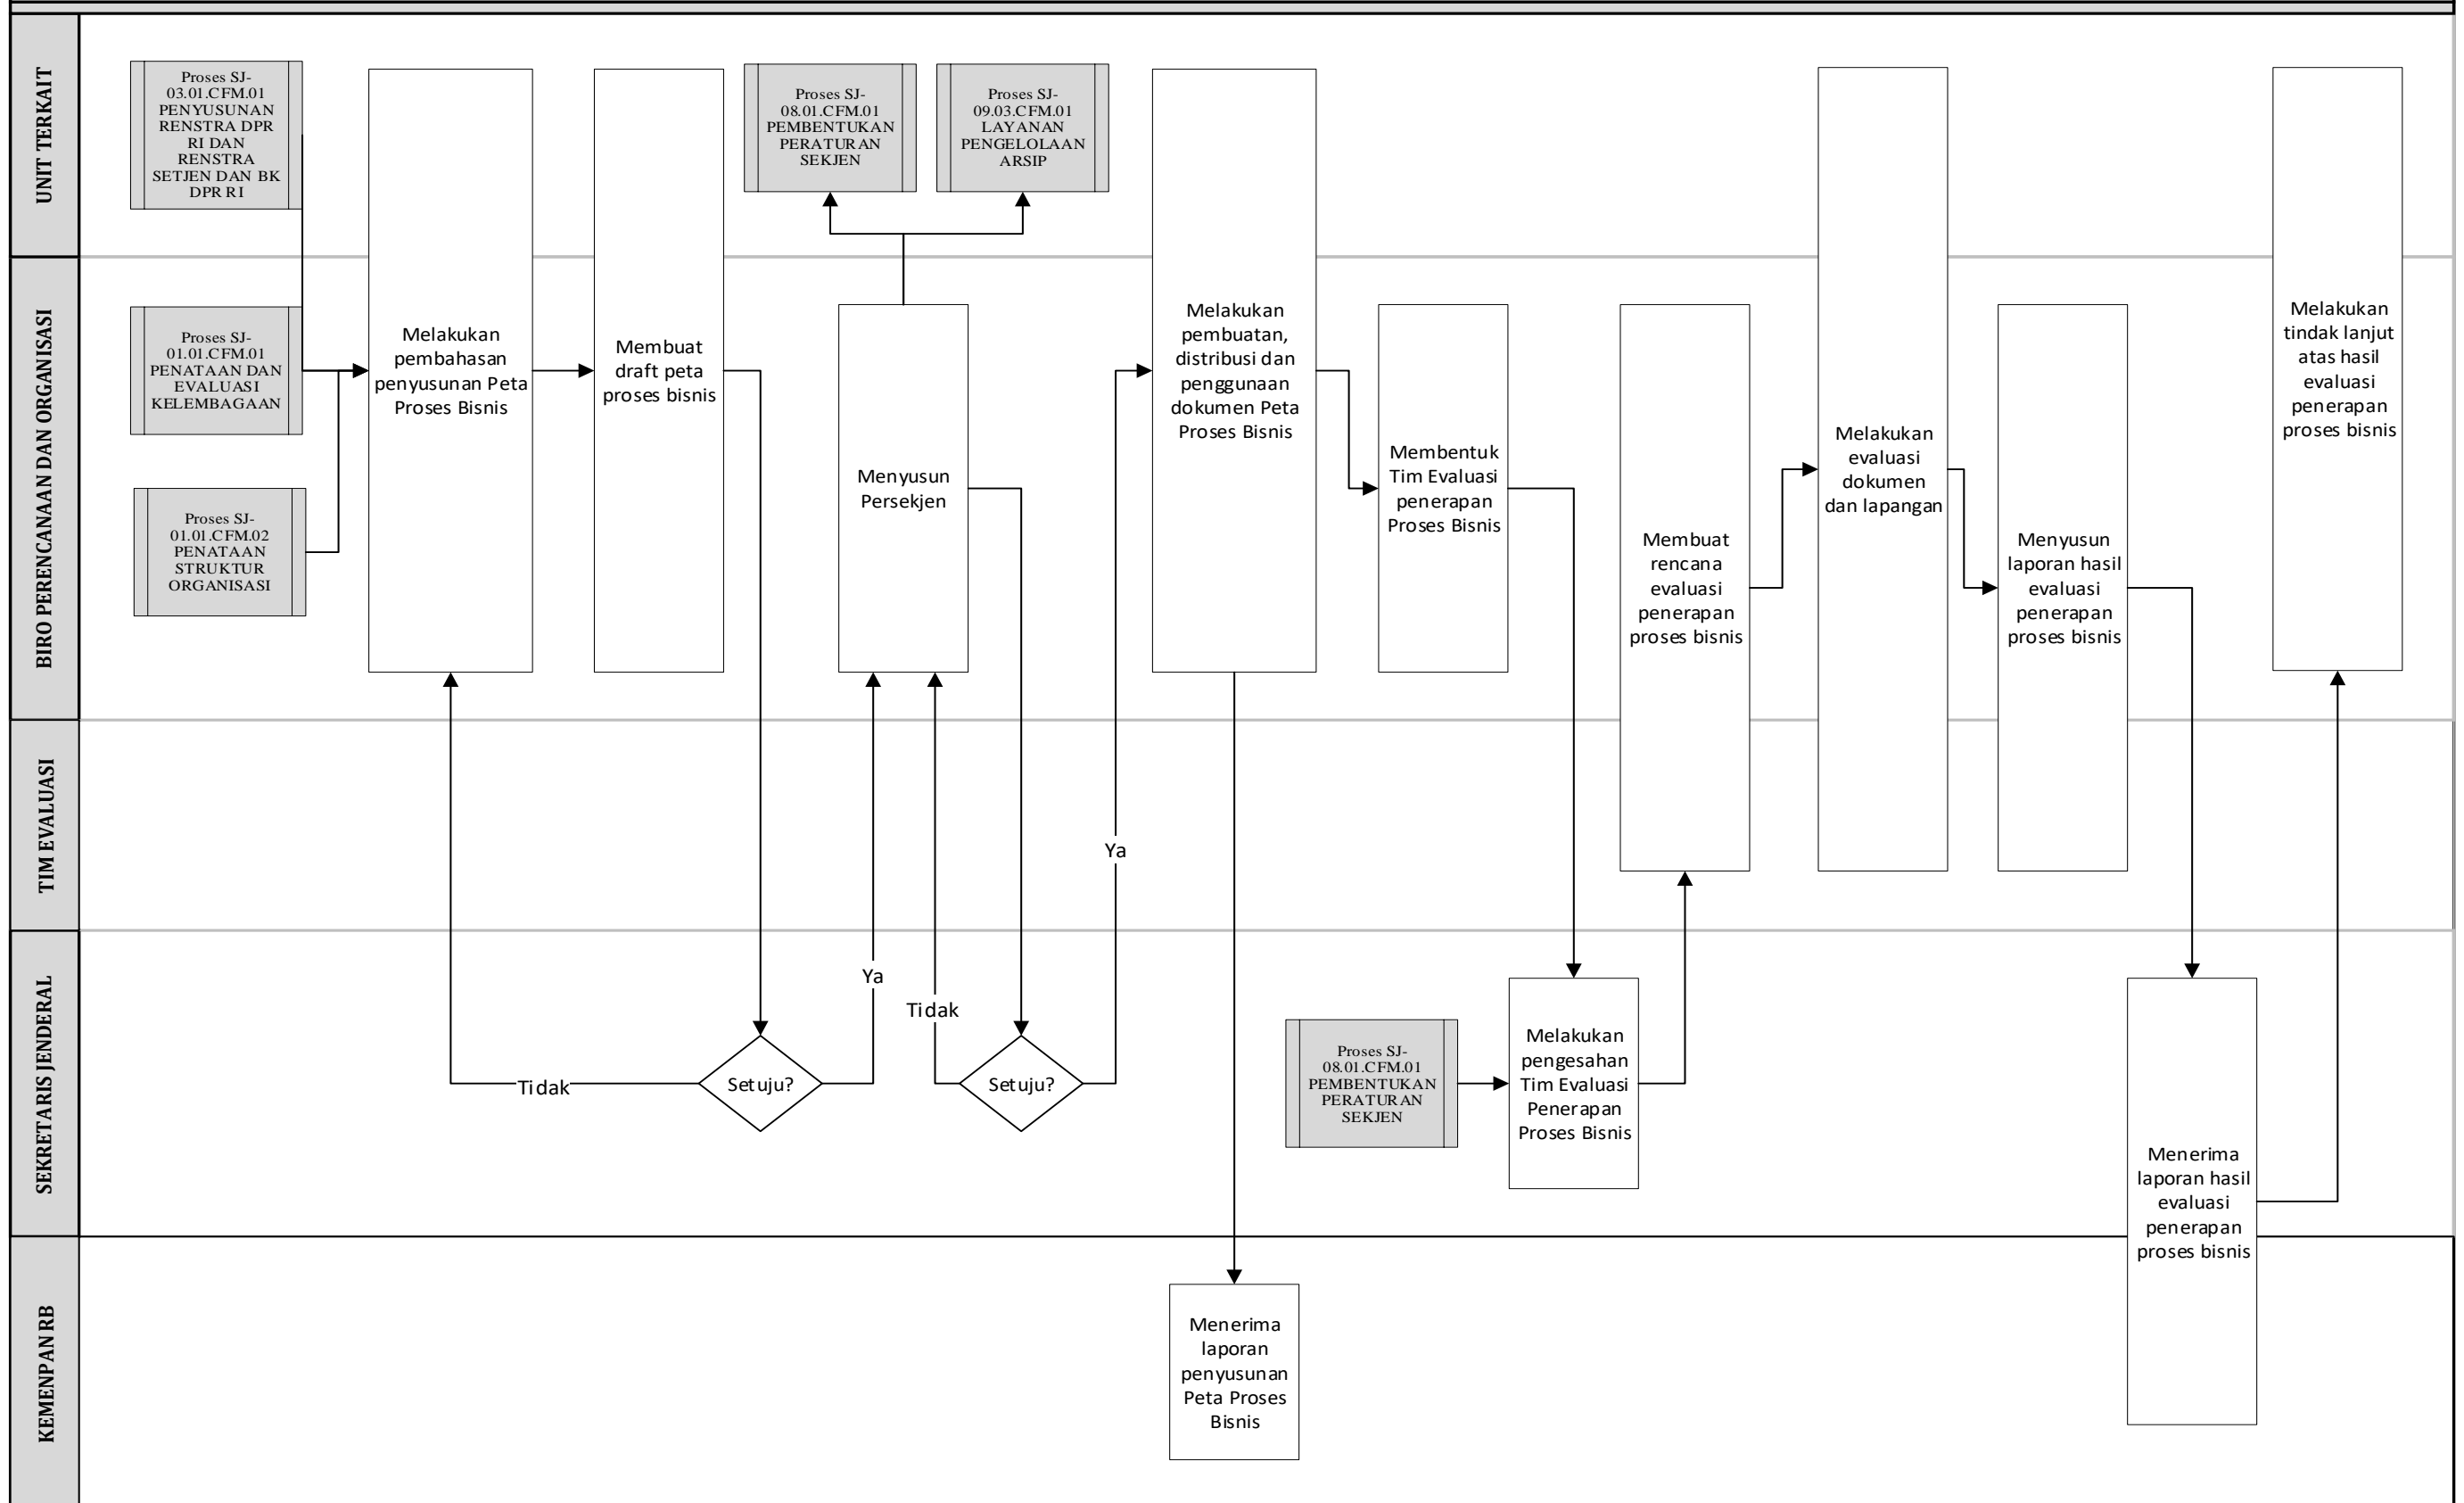 UNIT TERKAIT
Proses SJ-
03.01.CFM.01
PENYUSUNAN
RENSTRA DPR
RI DAN
RENSTRA
SETJEN DAN BK
DPR RI
Proses SJ-
08.01.CFM.01
PEMBENTUKAN
PERATURAN
SEKJEN
Proses SJ-
09.03.CFM.01
LAYANAN
PENGELOLAAN
ARSIP
BIRO PERENCANAAN DAN ORGANISASI
Proses SJ-
01.01.CFM.01
PENATAAN DAN
EVALUASI
KELEMBAGAAN
Proses SJ-
01.01.CFM.02
PENATAAN
STRUKTUR
ORGANISASI
Melakukan
pembahasan
penyusunan Peta
Proses Bisnis
Membuat
draft peta
proses bisnis
Menyusun
Persekjen
Melakukan
pembuatan,
distribusi dan
penggunaan
dokumen Peta
Proses Bisnis
Membentuk
Tim Evaluasi
penerapan
Proses Bisnis
Membuat
rencana
evaluasi
penerapan
proses bisnis
Melakukan
evaluasi
dokumen
dan lapangan
Menyusun
laporan hasil
evaluasi
penerapan
proses bisnis
Melakukan
tindak lanjut
atas hasil
evaluasi
penerapan
proses bisnis
TIM EVALUASI
Ya
SEKRETARIS JENDERAL
Tidak
Setuju?
Ya
Tidak
Setuju?
Proses SJ-
08.01.CFM.01
PEMBENTUKAN
PERATURAN
SEKJEN
Melakukan
pengesahan
Tim Evaluasi
Penerapan
Proses Bisnis
Menerima
laporan hasil
evaluasi
penerapan
proses bisnis
KEMENPAN RB
Menerima
laporan
penyusunan
Peta Proses
Bisnis